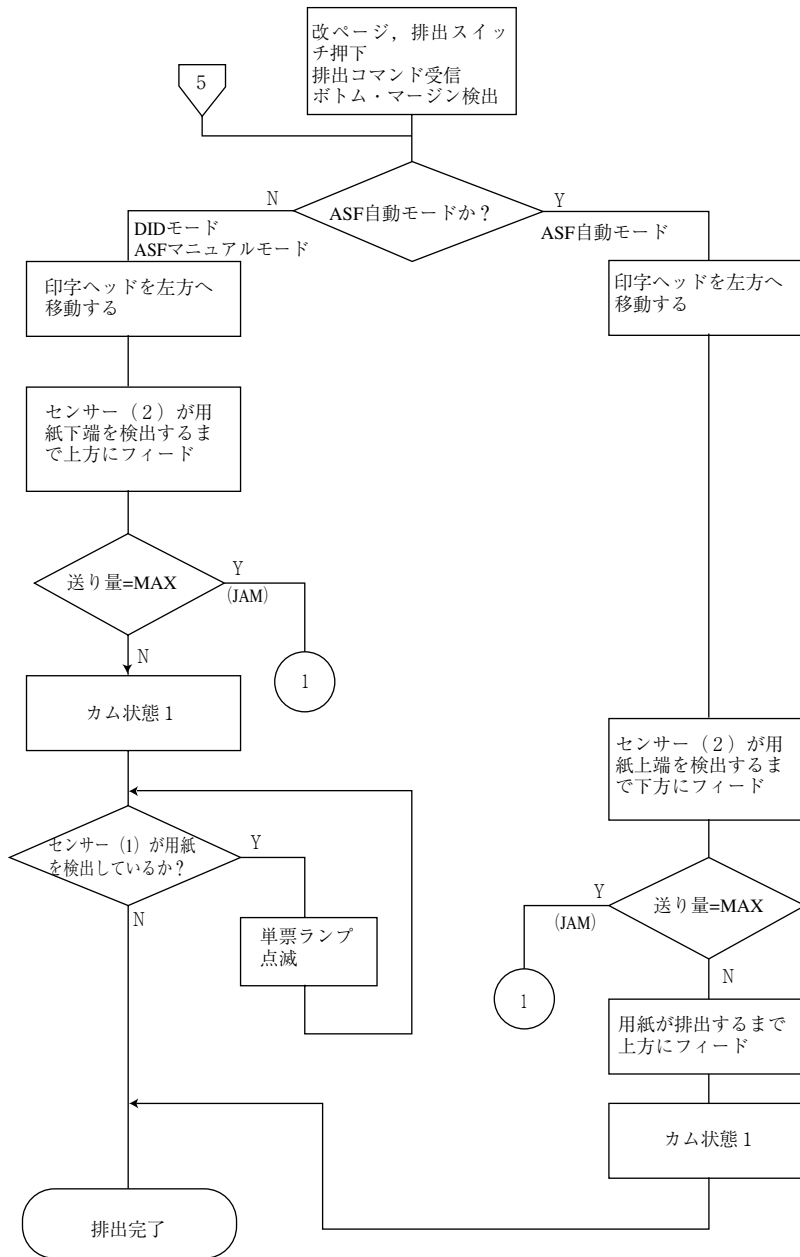 改ページ，排出スイッ
チ押下
排出コマンド受信
ボトム・マージン検出
5
ASF自動モードか？
N
Y
DIDモード
ASFマニュアルモード
ASF自動モード
印字ヘッドを左方へ
移動する
印字ヘッドを左方へ
移動する
センサー（２）が用
紙下端を検出するま
で上方にフィード
送り量=MAX
Y
(JAM)
N
1
カム状態１
センサー（1）が用紙
を検出しているか？
Y
N
単票ランプ
点滅
センサー（２）が用
紙上端を検出するま
で下方にフィード
送り量=MAX
Y
(JAM)
N
1
用紙が排出するまで
上方にフィード
カム状態１
排出完了